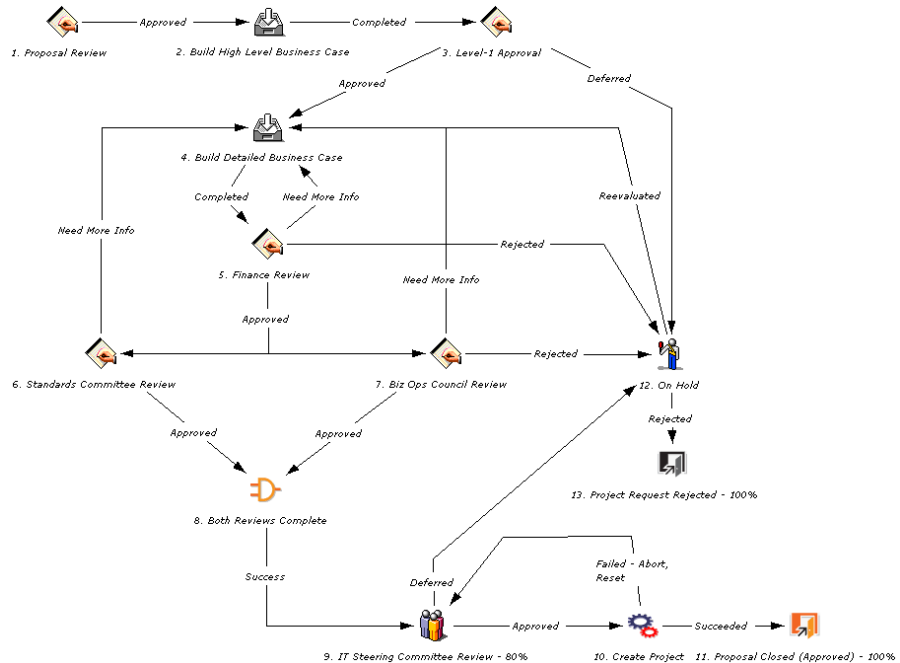 Approved
Completed
1. Proposal Review
2. Build High Level Business Case
3. Level-1 Approval
Approved
Deferred
4. Build Detailed Business Case
Completed
Need More Info
Reevaluated
Need More Info
Rejected
5. Finance Review
Need More Info
Approved
Rejected
6. Standards Committee Review
7. Biz Ops Council Review
12. On Hold
Rejected
Approved
Approved
13. Project Request Rejected - 100%
8. Both Reviews Complete
Success
Deferred
Failed - Abort,
Reset
Approved
Succeeded
9. IT Steering Committee Review - 80%
10. Create Project
11. Proposal Closed (Approved) - 100%